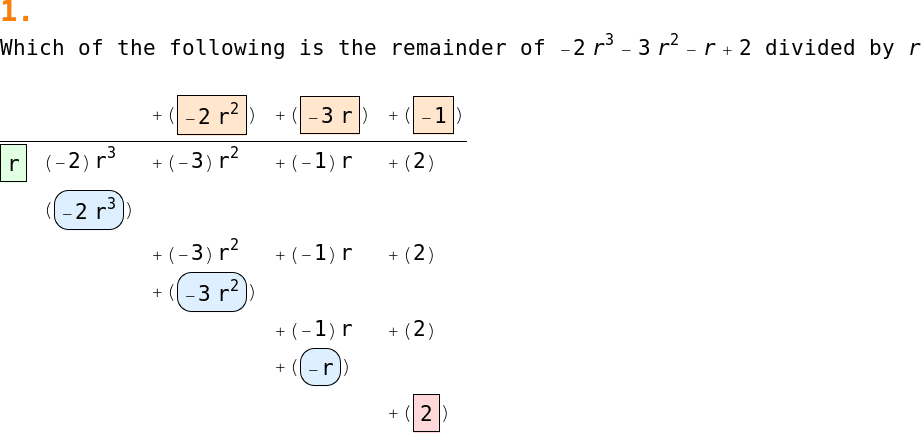 1.
Which of the following is the remainder of −2 r³ − 3 r² − r + 2 divided by r
+ ( −2 r² ) + ( −3 r ) + ( −1 )
r (−2) r³ + (−3) r² + (−1) r + (2)
( −2 r³ )
+ (−3) r² + (−1) r + (2)
+ ( −3 r² )
+ (−1) r + (2)
+ ( −r )
+ ( 2 )